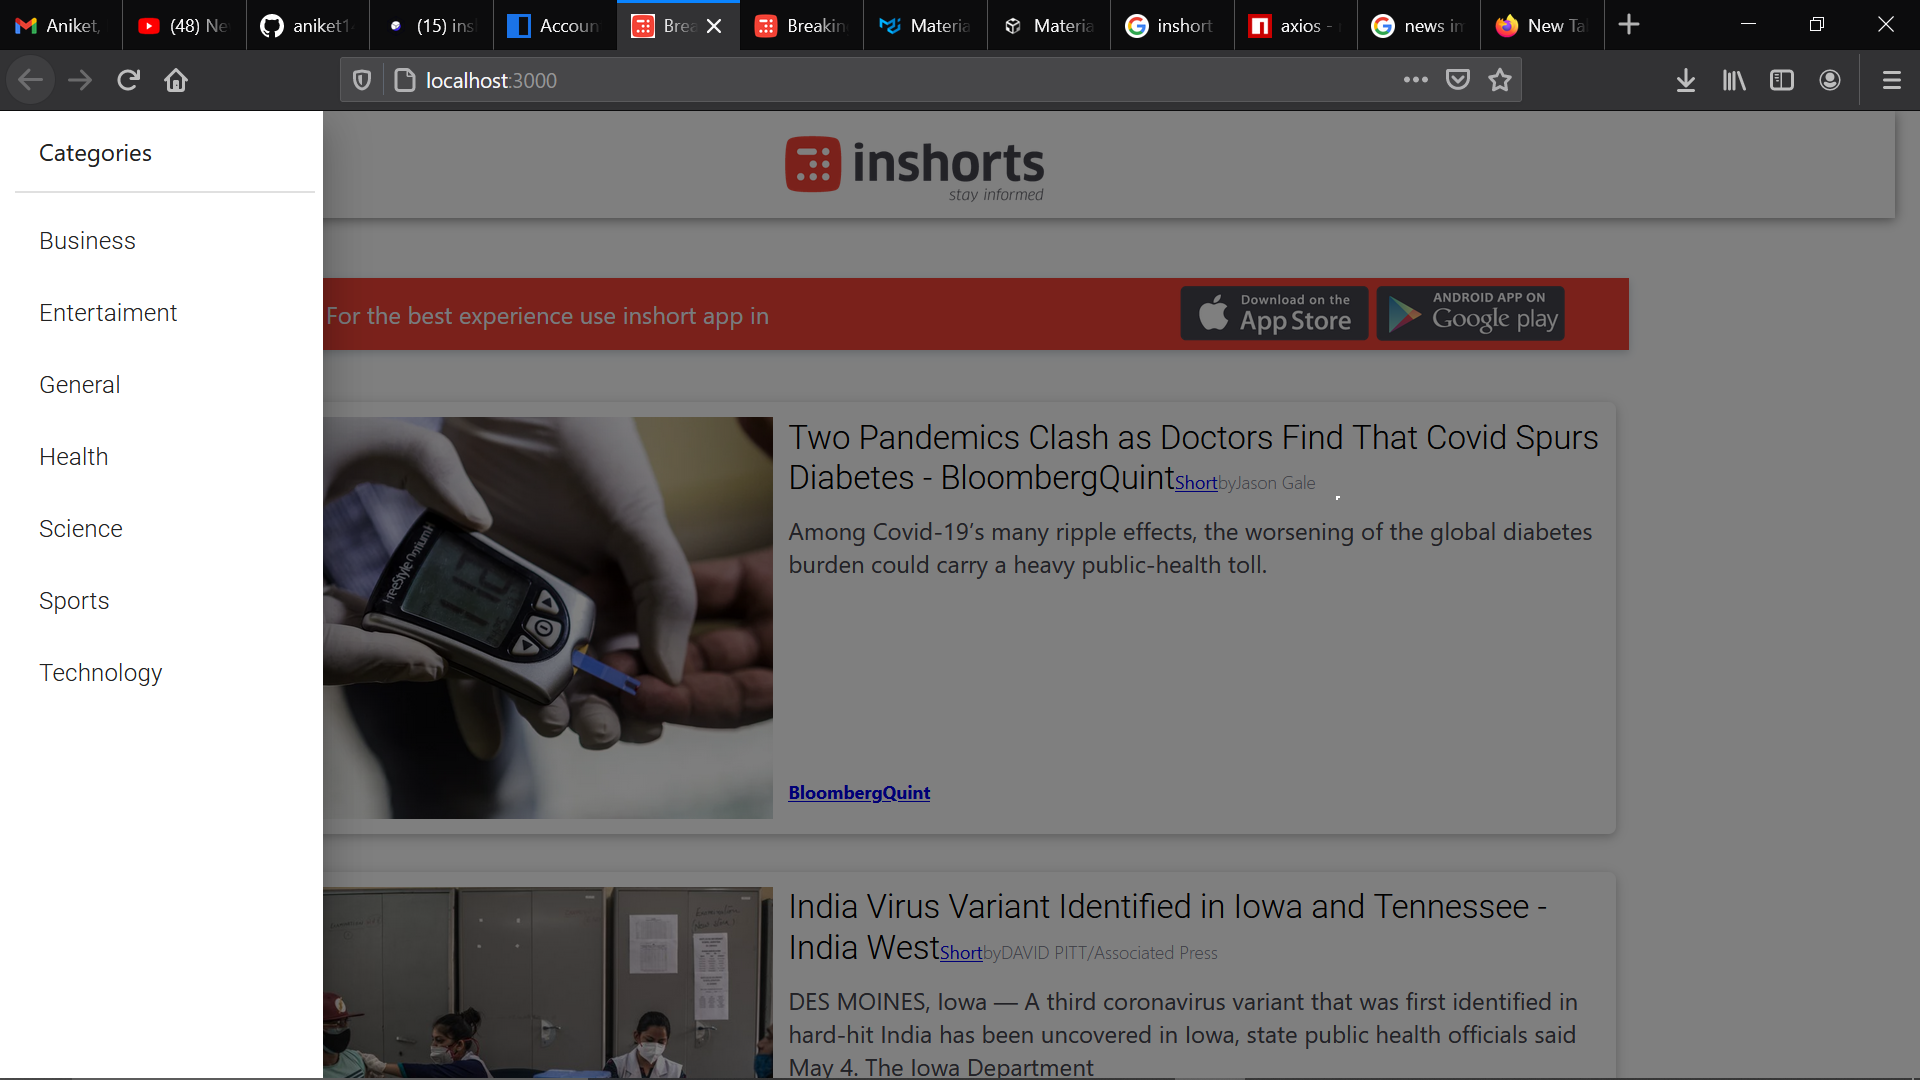 Aniket,
(48) Ne
aniket1
(15) ins
Accoun
Brea
Breakin
Materia
Materia
inshort
axios -
news im
New Ta
localhost:3000
Categories
Business
Entertaiment
General
Health
Science
Sports
Technology
inshorts
stay informed
For the best experience use inshort app in
Download on the
App Store
ANDROID APP ON
Google play
Two Pandemics Clash as Doctors Find That Covid Spurs
Diabetes - BloombergQuintShortbyJason Gale
Among Covid-19’s many ripple effects, the worsening of the global diabetes
burden could carry a heavy public-health toll.
BloombergQuint
FreeStyle Optium H
112
India Virus Variant Identified in Iowa and Tennessee -
India WestShortbyDAVID PITT/Associated Press
DES MOINES, Iowa — A third coronavirus variant that was first identified in
hard-hit India has been uncovered in Iowa, state public health officials said
May 4. The Iowa Department